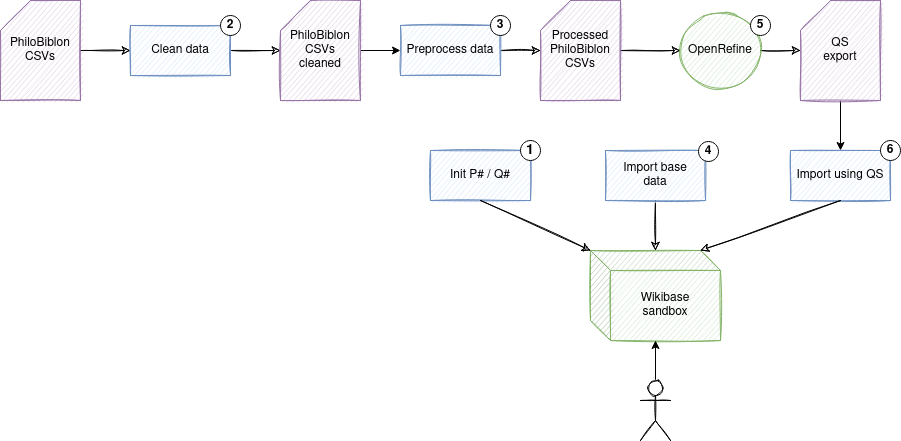 PhiloBiblon
CSVs
2
Clean data
PhiloBiblon
CSVs
cleaned
3
Preprocess data
Processed
PhiloBiblon
CSVs
5
OpenRefine
QS
export
1
Init P# / Q#
4
Import base
data
6
Import using QS
Wikibase
sandbox